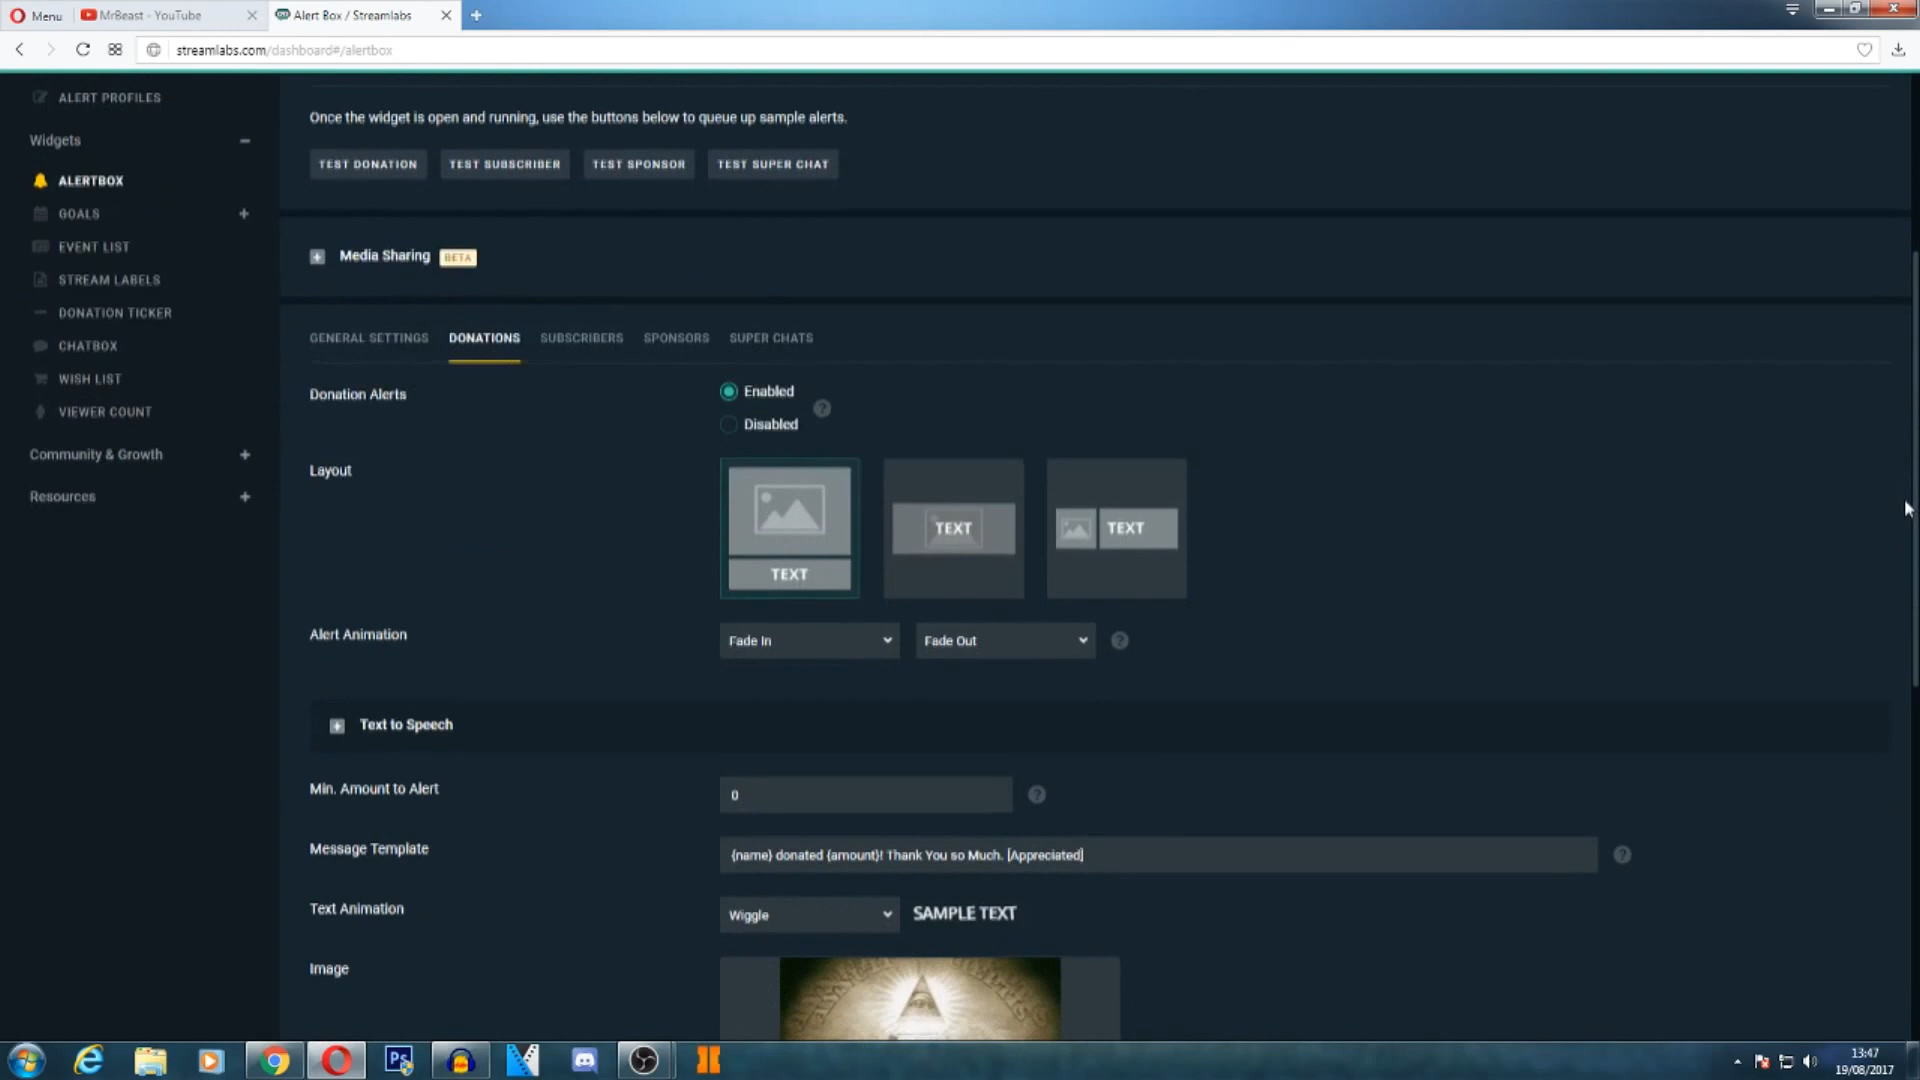 Menu
MrBeast - YouTube
Alert Box / Streamlabs
streamlabs.com/dashboard#/alertbox
ALERT PROFILES
Widgets
ALERTBOX
GOALS
EVENT LIST
STREAM LABELS
DONATION TICKER
CHATBOX
WISH LIST
VIEWER COUNT
Community & Growth
Resources
Once the widget is open and running, use the buttons below to queue up sample alerts.
TEST DONATION TEST SUBSCRIBER TEST SPONSOR TEST SUPER CHAT
Media Sharing BETA
GENERAL SETTINGS DONATIONS SUBSCRIBERS SPONSORS SUPER CHATS
Donation Alerts
Enabled
Disabled
Layout
TEXT
TEXT
TEXT
Alert Animation
Fade In
Fade Out
Text to Speech
Min. Amount to Alert
0
Message Template
{name} donated {amount}! Thank You so Much. [Appreciated]
Text Animation
Wiggle
SAMPLE TEXT
Image
Ps
13:47
19/08/2017